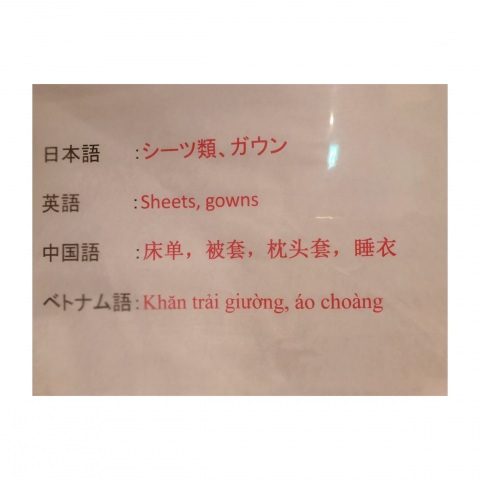 日本語 :シーツ類、ガウン
英語 :Sheets, gowns
中国語 :床单，被套，枕头套，睡衣
ベトナム語:Khăn trải giường, áo choàng